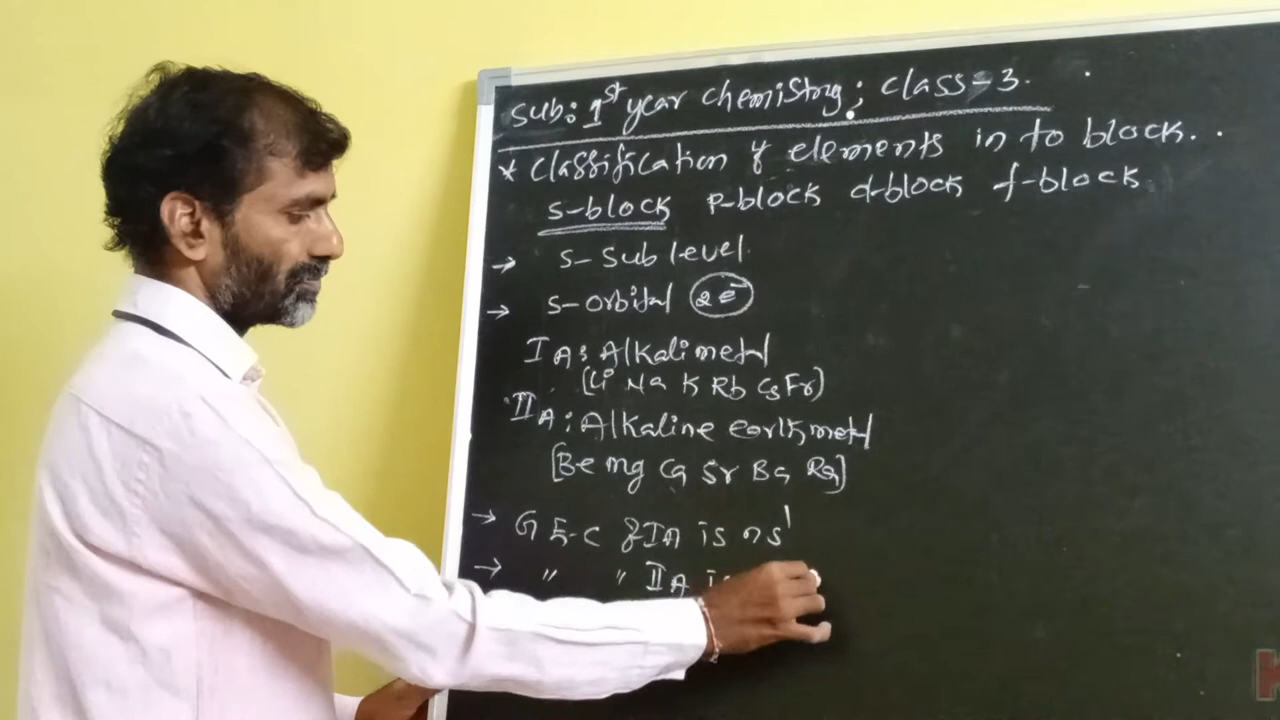 Sub: 1st year chemistry; class-3.
* Classification of elements in to block..
s-block p-block d-block f-block
→ s-sub level
→ s-orbital 2e⁻
IA: Alkali metal
(Li Na K Rb Cs Fr)
IIA: Alkaline earth metal
[Be mg Ca Sr Ba Ra]
→ G E.C of IA is ns¹
→ " " IIA is